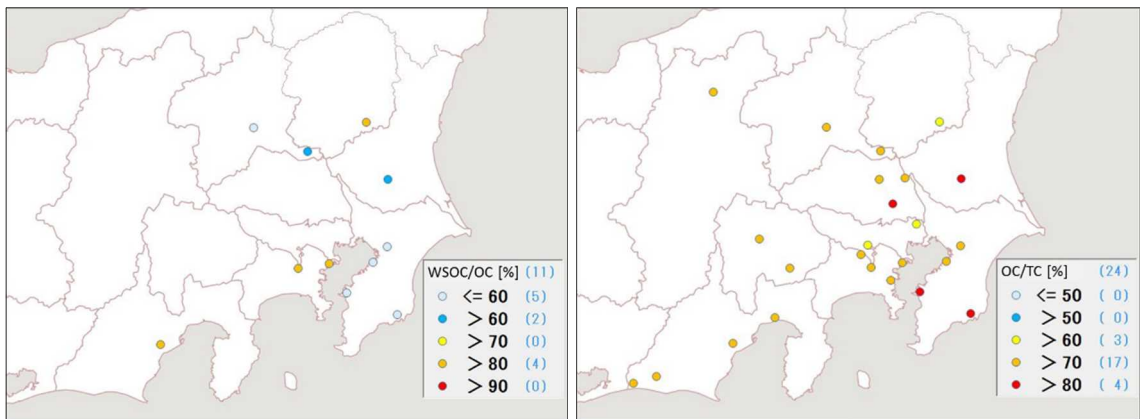 WSOC/OC [%] (11)
<= 60 (5)
> 60 (2)
> 70 (0)
> 80 (4)
> 90 (0)
OC/TC [%] (24)
<= 50 ( 0)
> 50 ( 0)
> 60 ( 3)
> 70 (17)
> 80 ( 4)